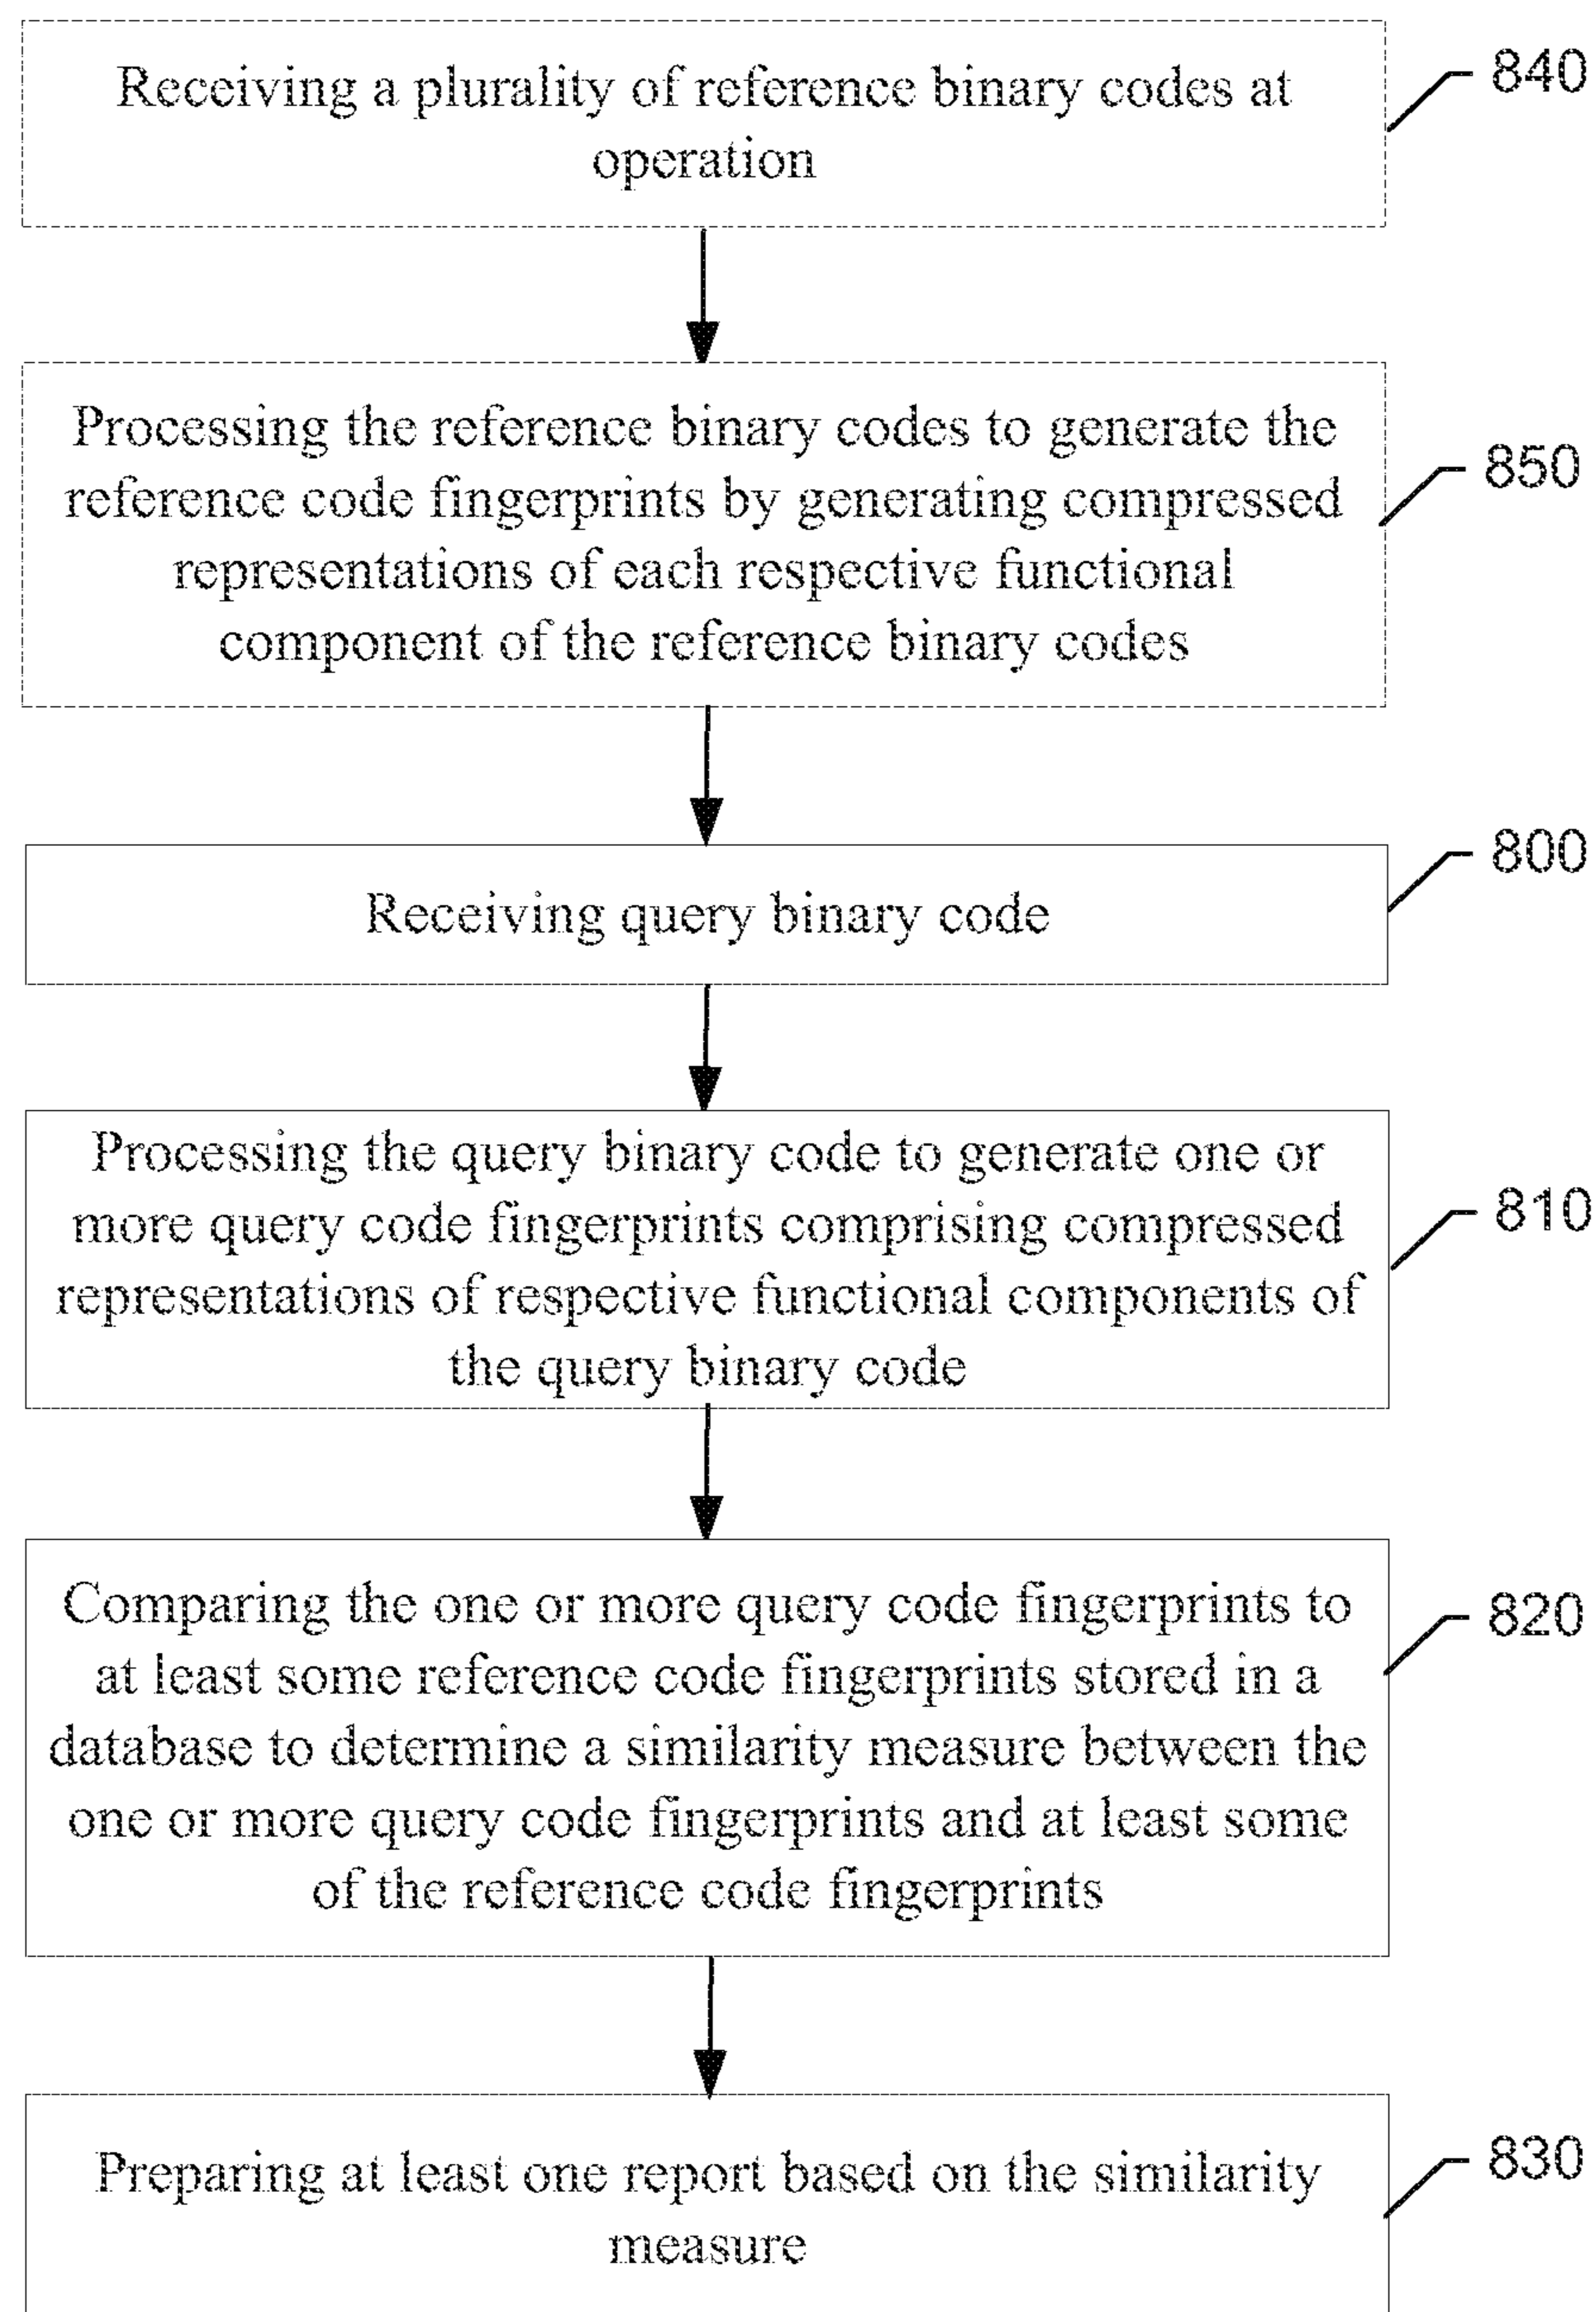 Receiving a plurality of reference binary codes at
operation
840
Processing the reference binary codes to generate the
reference code fingerprints by generating compressed
representations of each respective functional
component of the reference binary codes
850
Receiving query binary code
800
Processing the query binary code to generate one or
more query code fingerprints comprising compressed
representations of respective functional components of
the query binary code
810
Comparing the one or more query code fingerprints to
at least some reference code fingerprints stored in a
database to determine a similarity measure between the
one or more query code fingerprints and at least some
of the reference code fingerprints
820
Preparing at least one report based on the similarity
measure
830